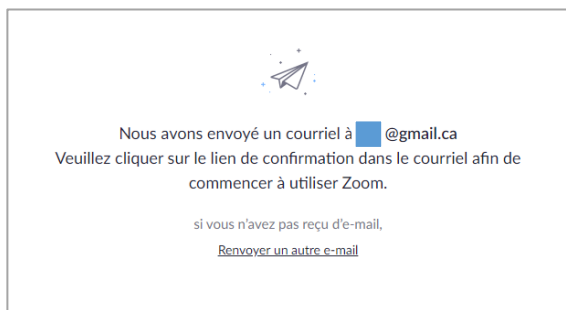 Nous avons envoyé un courriel à @gmail.ca
Veuillez cliquer sur le lien de confirmation dans le courriel afin de
commencer à utiliser Zoom.
si vous n'avez pas reçu d'e-mail,
Renvoyer un autre e-mail